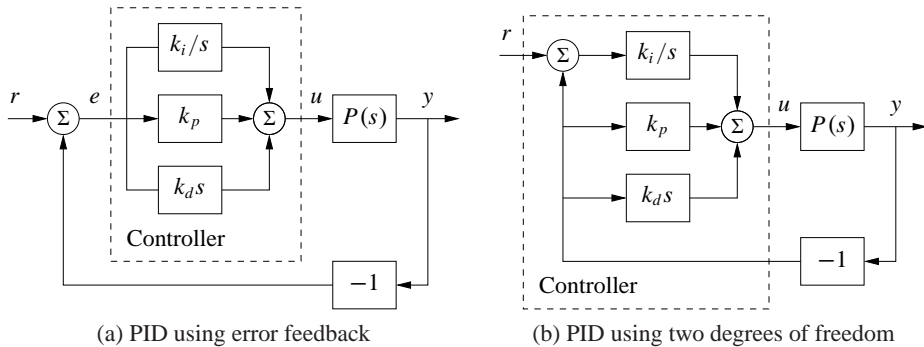 r
Σ
e
k_i/s
k_p
k_d s
Σ
u
P(s)
y
Controller
−1
(a) PID using error feedback
r
Σ
k_i/s
k_p
k_d s
Σ
u
P(s)
y
Controller
−1
(b) PID using two degrees of freedom